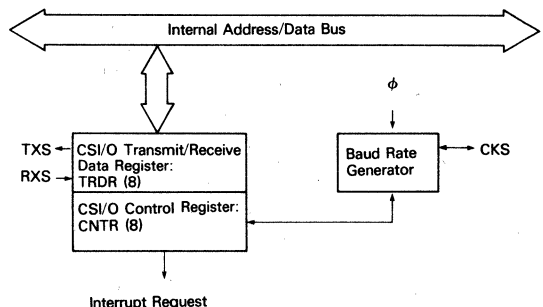 Internal Address/Data Bus
φ
TXS
RXS
CSI/O Transmit/Receive
Data Register:
TRDR (8)
CSI/O Control Register:
CNTR (8)
Baud Rate
Generator
CKS
Interrupt Request